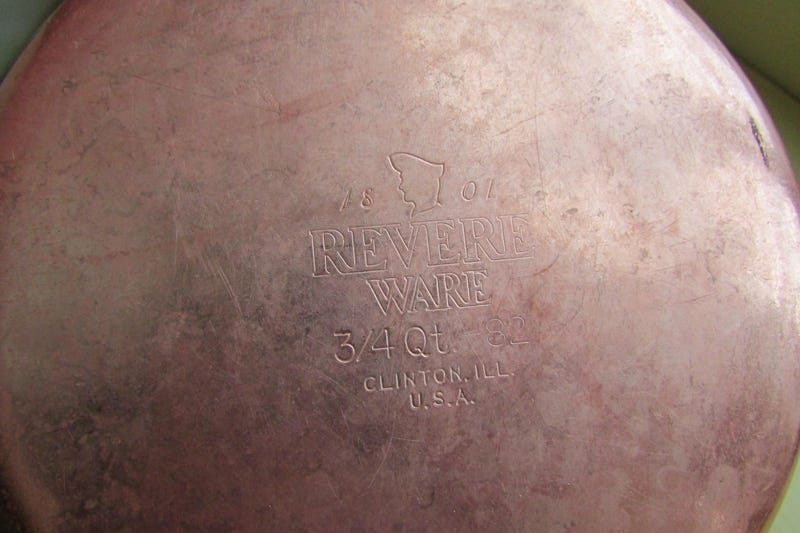 18 01
REVERE
WARE
3/4 Qt. 82
CLINTON, ILL.
U.S.A.